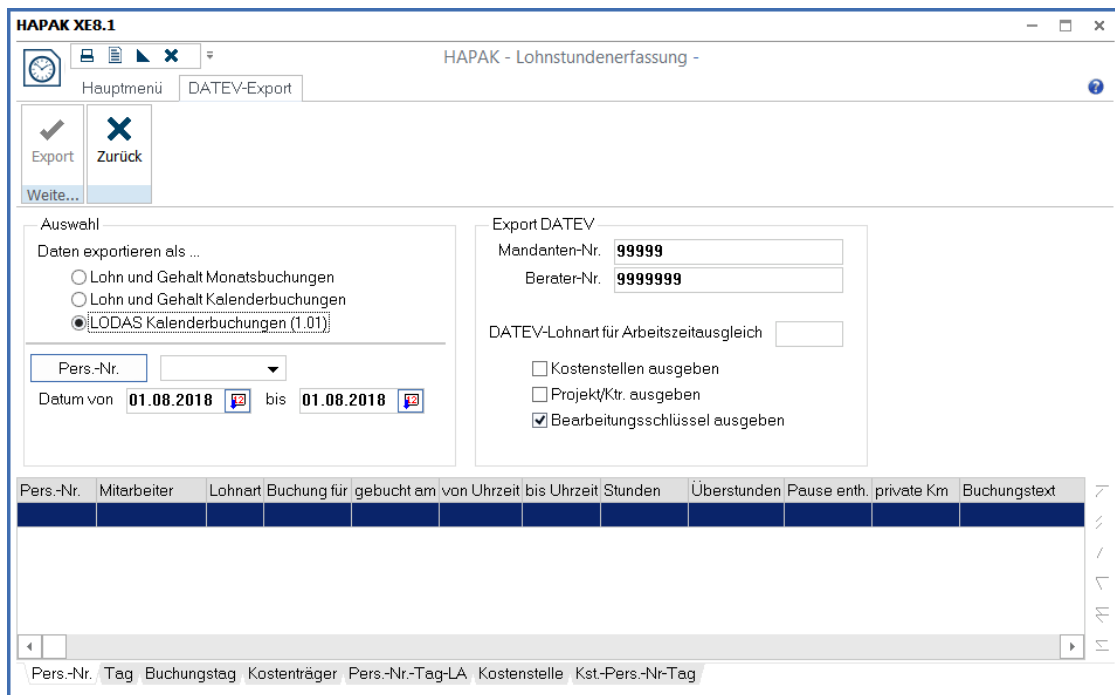 HAPAK XE8.1
HAPAK - Lohnstundenerfassung -
Hauptmenü DATEV-Export
Export Zurück
Weite...
Auswahl
Daten exportieren als ...
Lohn und Gehalt Monatsbuchungen
Lohn und Gehalt Kalenderbuchungen
LODAS Kalenderbuchungen (1.01)
Pers.-Nr.
Datum von 01.08.2018 12 bis 01.08.2018 12
Export DATEV
Mandanten-Nr. 99999
Berater-Nr. 9999999
DATEV-Lohnart für Arbeitszeitausgleich
Kostenstellen ausgeben
Projekt/Ktr. ausgeben
Bearbeitungsschlüssel ausgeben
Pers.-Nr. Mitarbeiter Lohnart Buchung für gebucht am von Uhrzeit bis Uhrzeit Stunden Überstunden Pause enth. private Km Buchungstext
Pers.-Nr. Tag Buchungstag Kostenträger Pers.-Nr.-Tag-LA Kostenstelle Kst.-Pers.-Nr-Tag